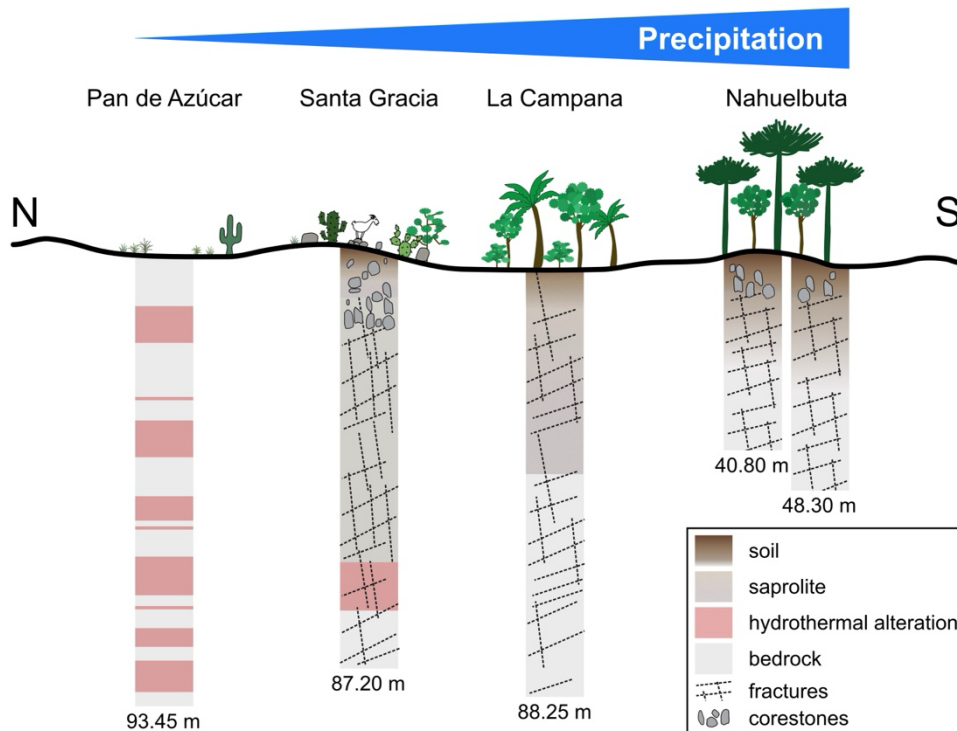 Precipitation
Pan de Azúcar
Santa Gracia
La Campana
Nahuelbuta
N
S
93.45 m
87.20 m
88.25 m
40.80 m
48.30 m
soil
saprolite
hydrothermal alteration
bedrock
fractures
corestones